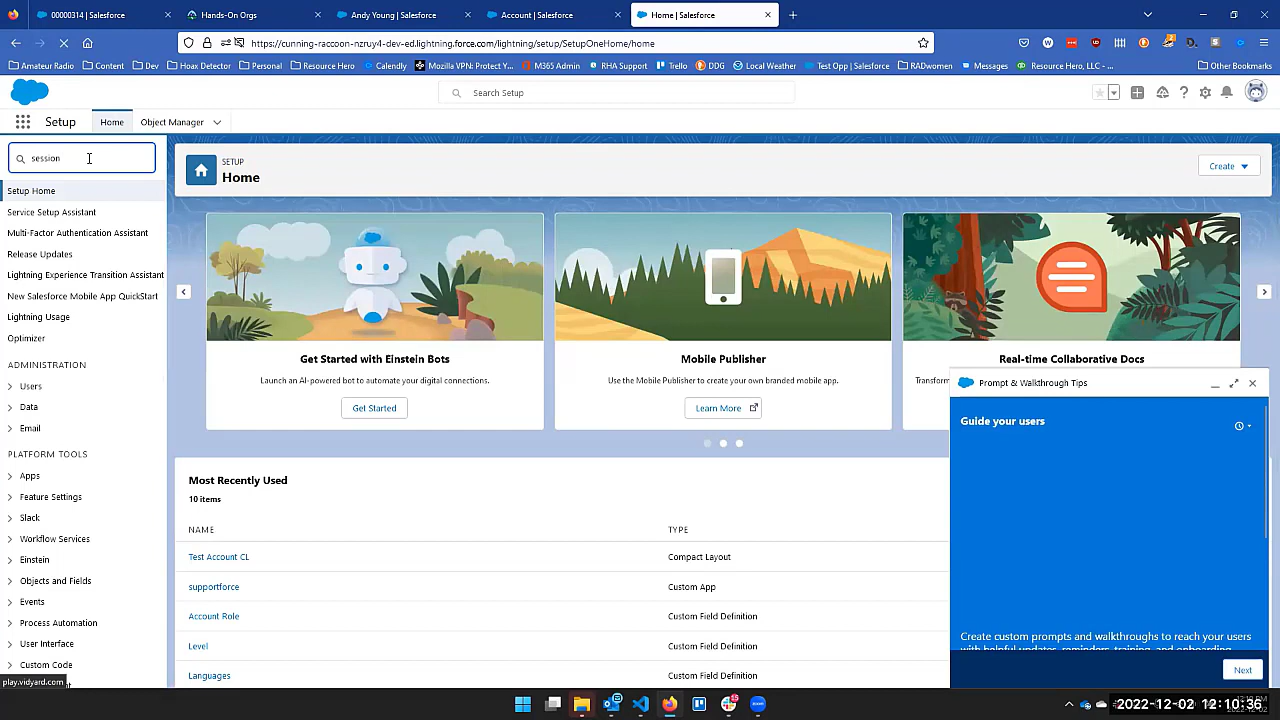 00000314 | Salesforce
Hands-On Orgs
Andy Young | Salesforce
Account | Salesforce
Home | Salesforce
https://cunning-raccoon-nzruy4-dev-ed.lightning.force.com/lightning/setup/SetupOneHome/home
Amateur Radio Content Dev Hoax Detector Personal Resource Hero Calendly Mozilla VPN: Protect Y... M365 Admin RHA Support Trello DDG Local Weather Test Opp | Salesforce RADwomen Messages Resource Hero, LLC - ... Other Bookmarks
Search Setup
Setup Home Object Manager
session
Setup Home
Service Setup Assistant
Multi-Factor Authentication Assistant
Release Updates
Lightning Experience Transition Assistant
New Salesforce Mobile App QuickStart
Lightning Usage
Optimizer
ADMINISTRATION
Users
Data
Email
PLATFORM TOOLS
Apps
Feature Settings
Slack
Workflow Services
Einstein
Objects and Fields
Events
Process Automation
User Interface
Custom Code
play.vidyard.com
SETUP
Home
Create
Get Started with Einstein Bots
Launch an AI-powered bot to automate your digital connections.
Get Started
Mobile Publisher
Use the Mobile Publisher to create your own branded mobile app.
Learn More
Real-time Collaborative Docs
Most Recently Used
10 items
NAME TYPE
Test Account CL Compact Layout
supportforce Custom App
Account Role Custom Field Definition
Level Custom Field Definition
Languages Custom Field Definition
Prompt & Walkthrough Tips
Guide your users
Create custom prompts and walkthroughs to reach your users
with helpful updates, reminders, training, and onboarding
Next
15
2022-12-02 12:10:36